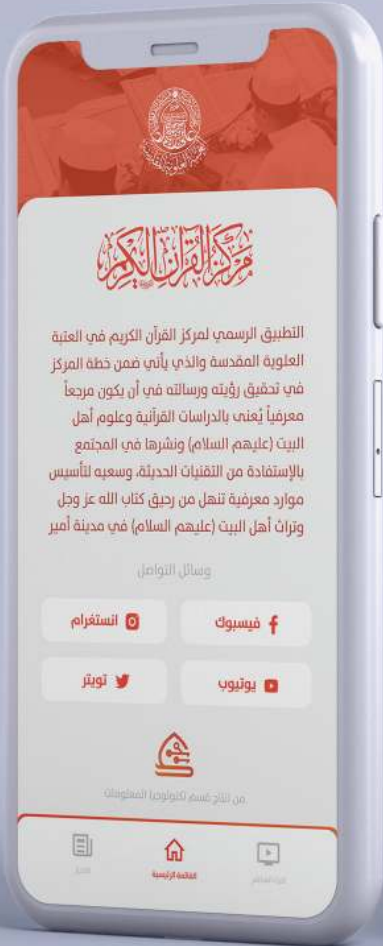 مركز القرآن الكريم
التطبيق الرسمي لمركز القرآن الكريم في العتبة
العلوية المقدسة والذي يأتي ضمن خطة المركز
في تحقيق رؤيته ورسالته في أن يكون مرجعاً
معرفياً يُعنى بالدراسات القرآنية وعلوم أهل
البيت (عليهم السلام) ونشرها في المجتمع
بالإستفادة من التقنيات الحديثة، وسعيه لتأسيس
موارد معرفية تنهل من رحيق كتاب الله عز وجل
وتراث أهل البيت (عليهم السلام) في مدينة أمير
وسائل التواصل
فيسبوك
انستغرام
يوتيوب
تويتر
من انتاج قسم تكنولوجيا المعلومات
القائمة الرئيسية